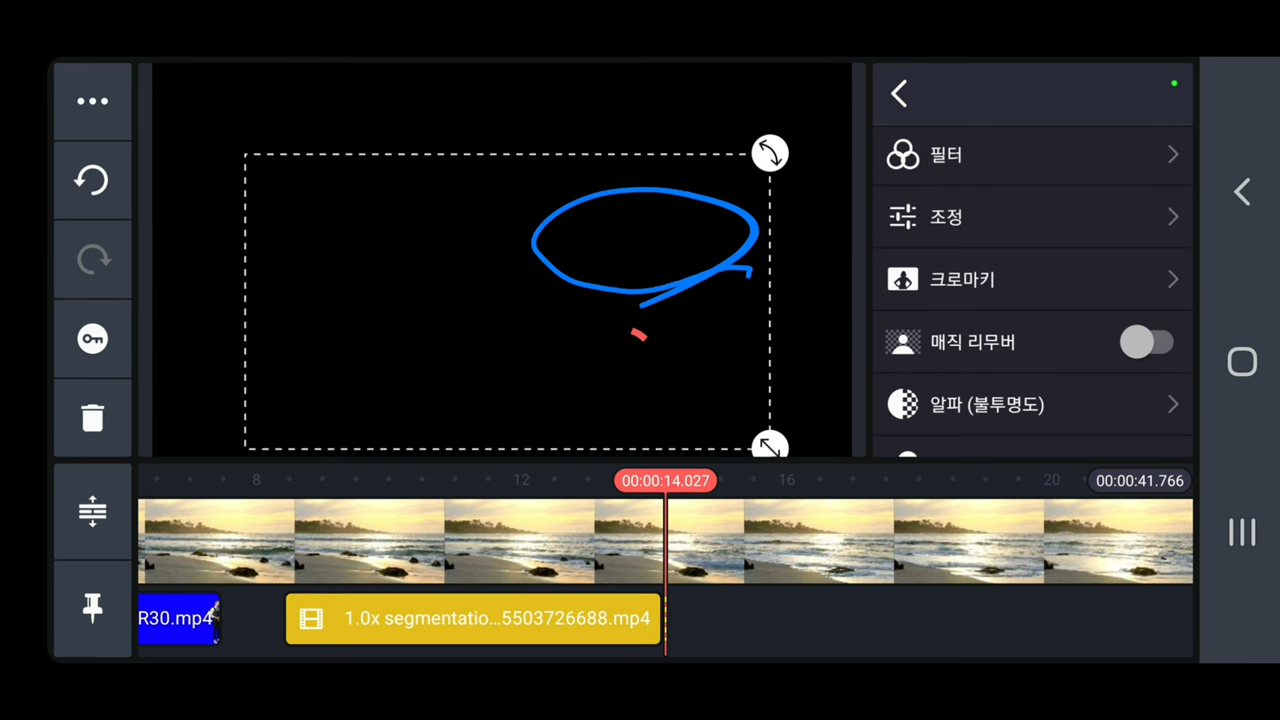 필터
조정
크로마키
매직 리무버
알파 (불투명도)
8
12
00:00:14.027
16
20
00:00:41.766
R30.mp4
1.0x segmentatio...5503726688.mp4